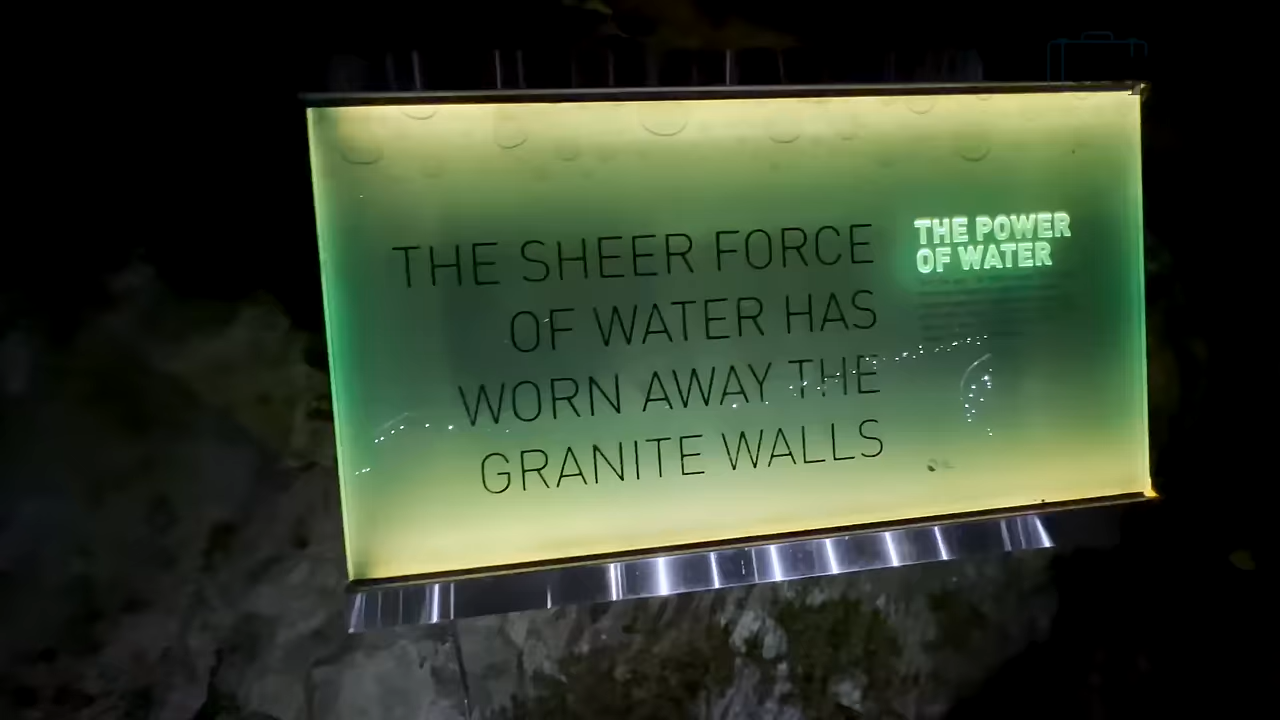 THE SHEER FORCE
OF WATER HAS
WORN AWAY THE
GRANITE WALLS
THE POWER
OF WATER